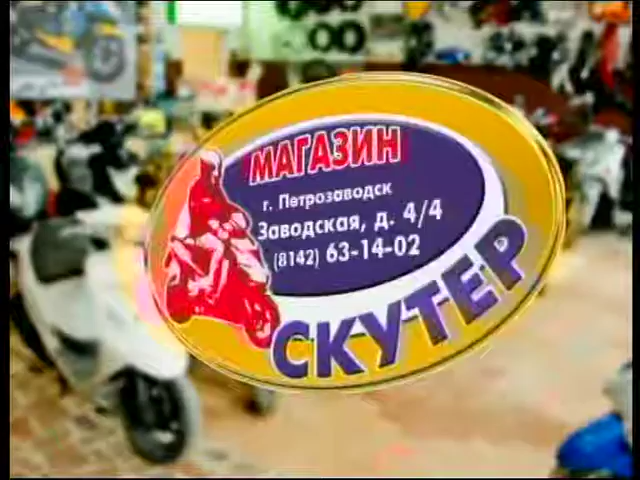 МАГАЗИН
г. Петрозаводск
Заводская, д. 4/4
(8142) 63-14-02
СКУТЕР